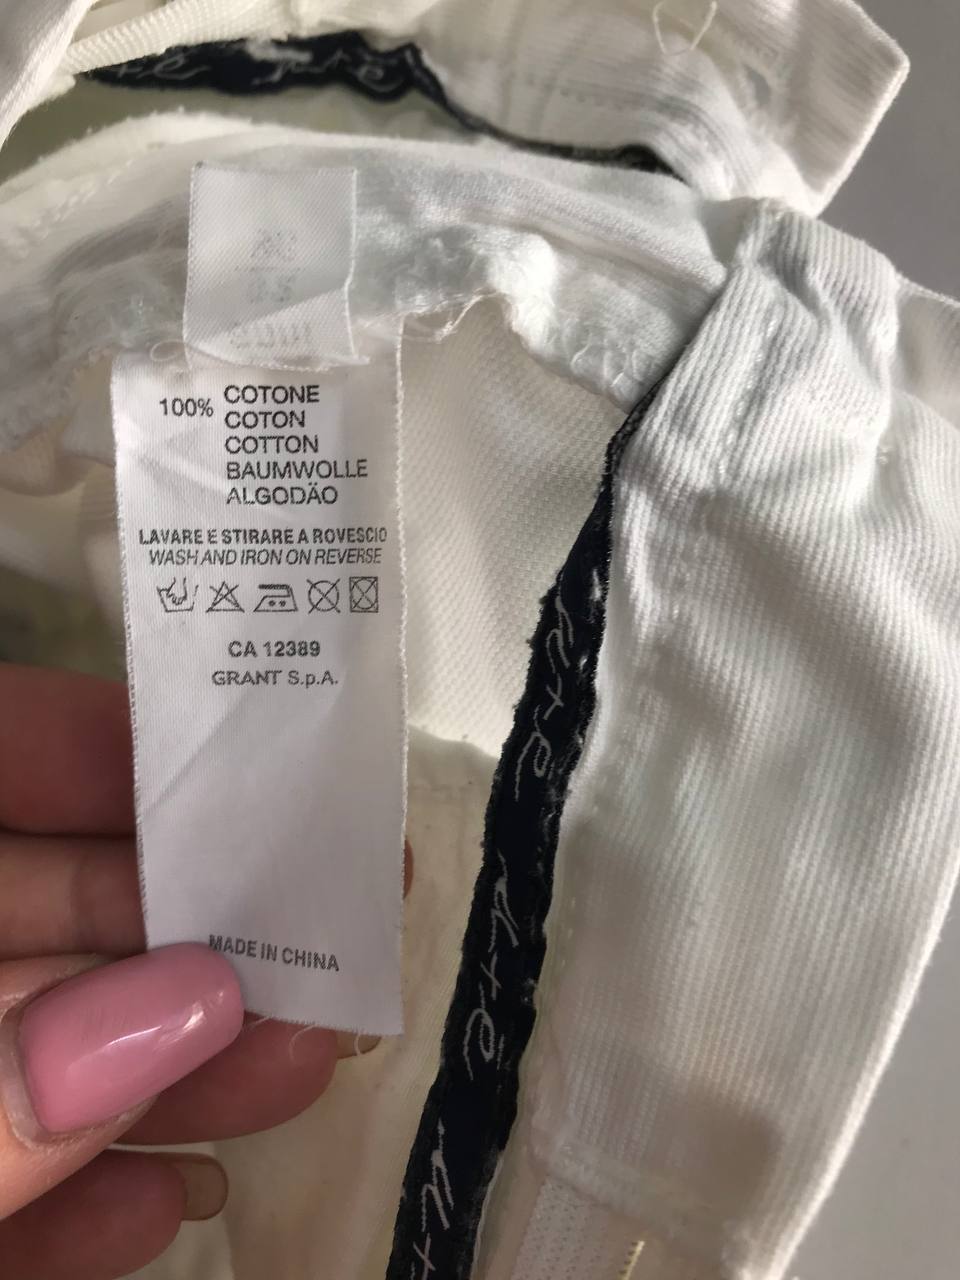 100% COTONE
COTON
COTTON
BAUMWOLLE
ALGODÃO
LAVARE E STIRARE A ROVESCIO
WASH AND IRON ON REVERSE
CA 12389
GRANT S.p.A.
MADE IN CHINA